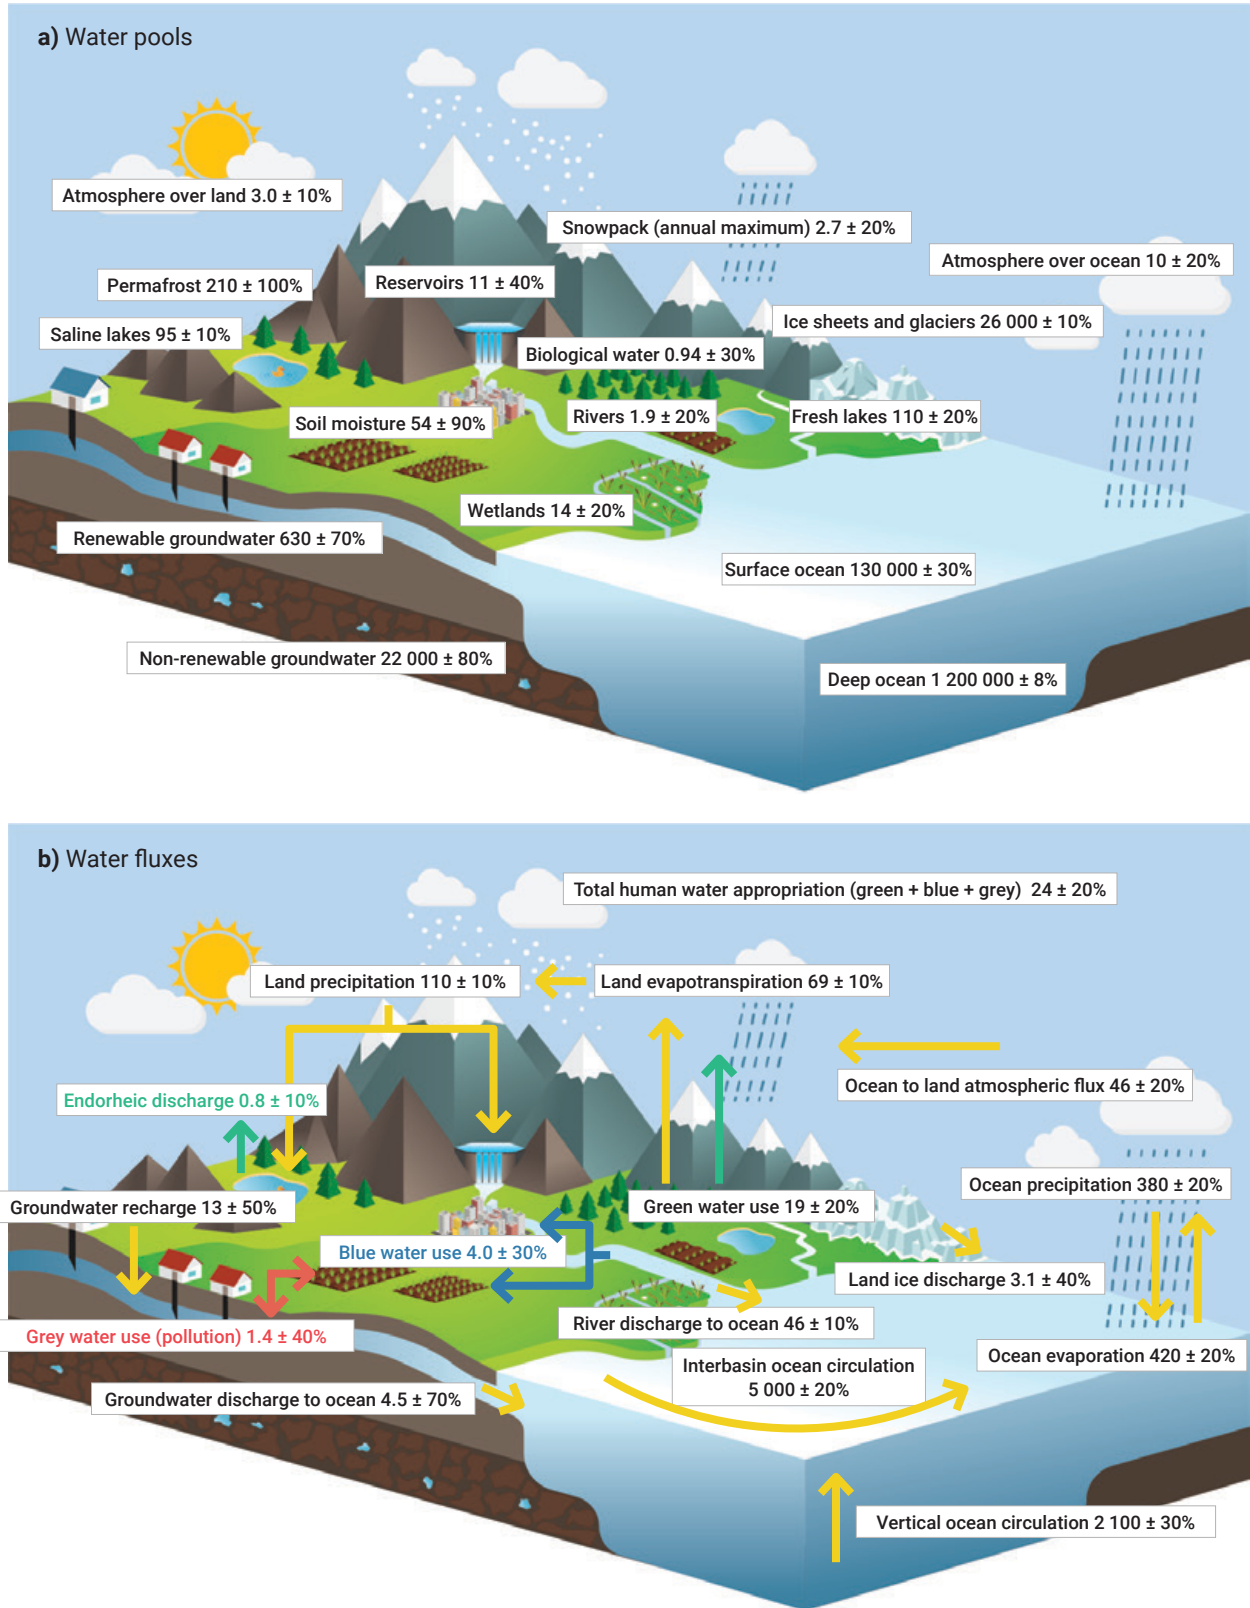 a) Water pools
Atmosphere over land 3.0 ± 10%
Snowpack (annual maximum) 2.7 ± 20%
Atmosphere over ocean 10 ± 20%
Permafrost 210 ± 100%
Reservoirs 11 ± 40%
Ice sheets and glaciers 26 000 ± 10%
Saline lakes 95 ± 10%
Biological water 0.94 ± 30%
Soil moisture 54 ± 90%
Rivers 1.9 ± 20%
Fresh lakes 110 ± 20%
Wetlands 14 ± 20%
Renewable groundwater 630 ± 70%
Surface ocean 130 000 ± 30%
Non-renewable groundwater 22 000 ± 80%
Deep ocean 1 200 000 ± 8%
b) Water fluxes
Total human water appropriation (green + blue + grey) 24 ± 20%
Land precipitation 110 ± 10%
Land evapotranspiration 69 ± 10%
Ocean to land atmospheric flux 46 ± 20%
Endorheic discharge 0.8 ± 10%
Ocean precipitation 380 ± 20%
Groundwater recharge 13 ± 50%
Green water use 19 ± 20%
Blue water use 4.0 ± 30%
Land ice discharge 3.1 ± 40%
River discharge to ocean 46 ± 10%
Grey water use (pollution) 1.4 ± 40%
Ocean evaporation 420 ± 20%
Interbasin ocean circulation
5 000 ± 20%
Groundwater discharge to ocean 4.5 ± 70%
Vertical ocean circulation 2 100 ± 30%